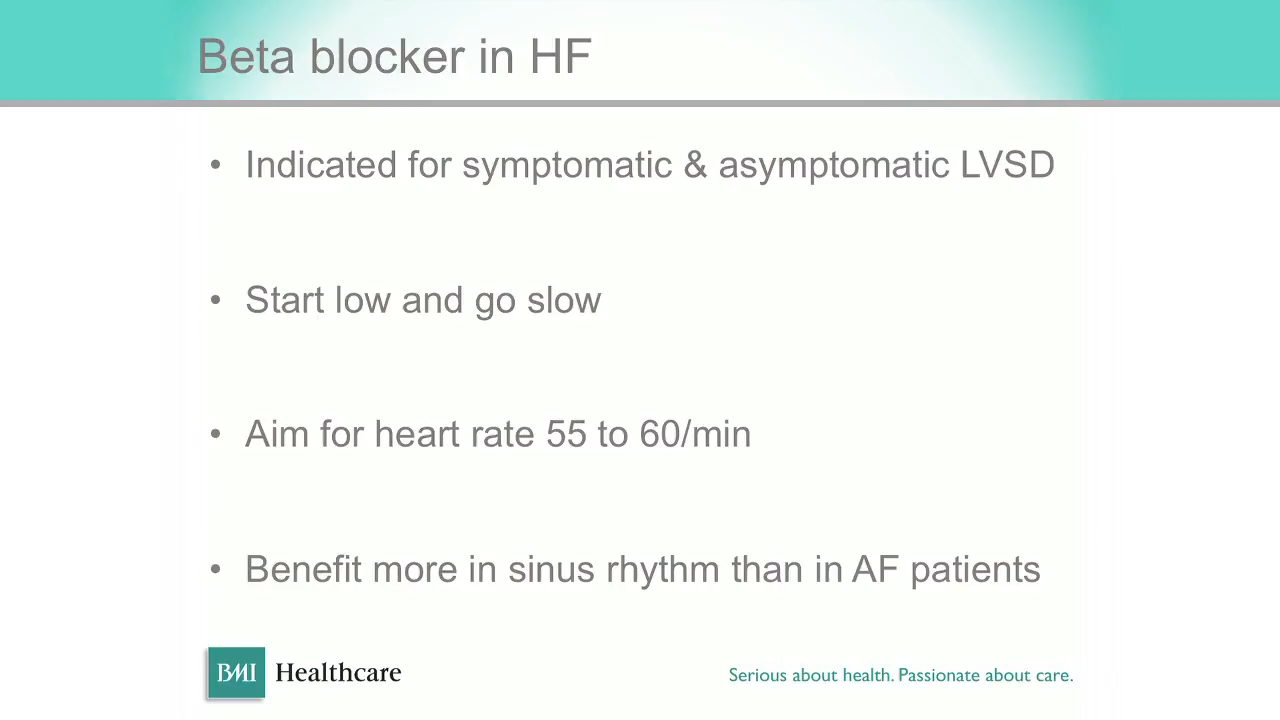 Beta blocker in HF
• Indicated for symptomatic & asymptomatic LVSD
• Start low and go slow
• Aim for heart rate 55 to 60/min
• Benefit more in sinus rhythm than in AF patients
BMI Healthcare
Serious about health. Passionate about care.